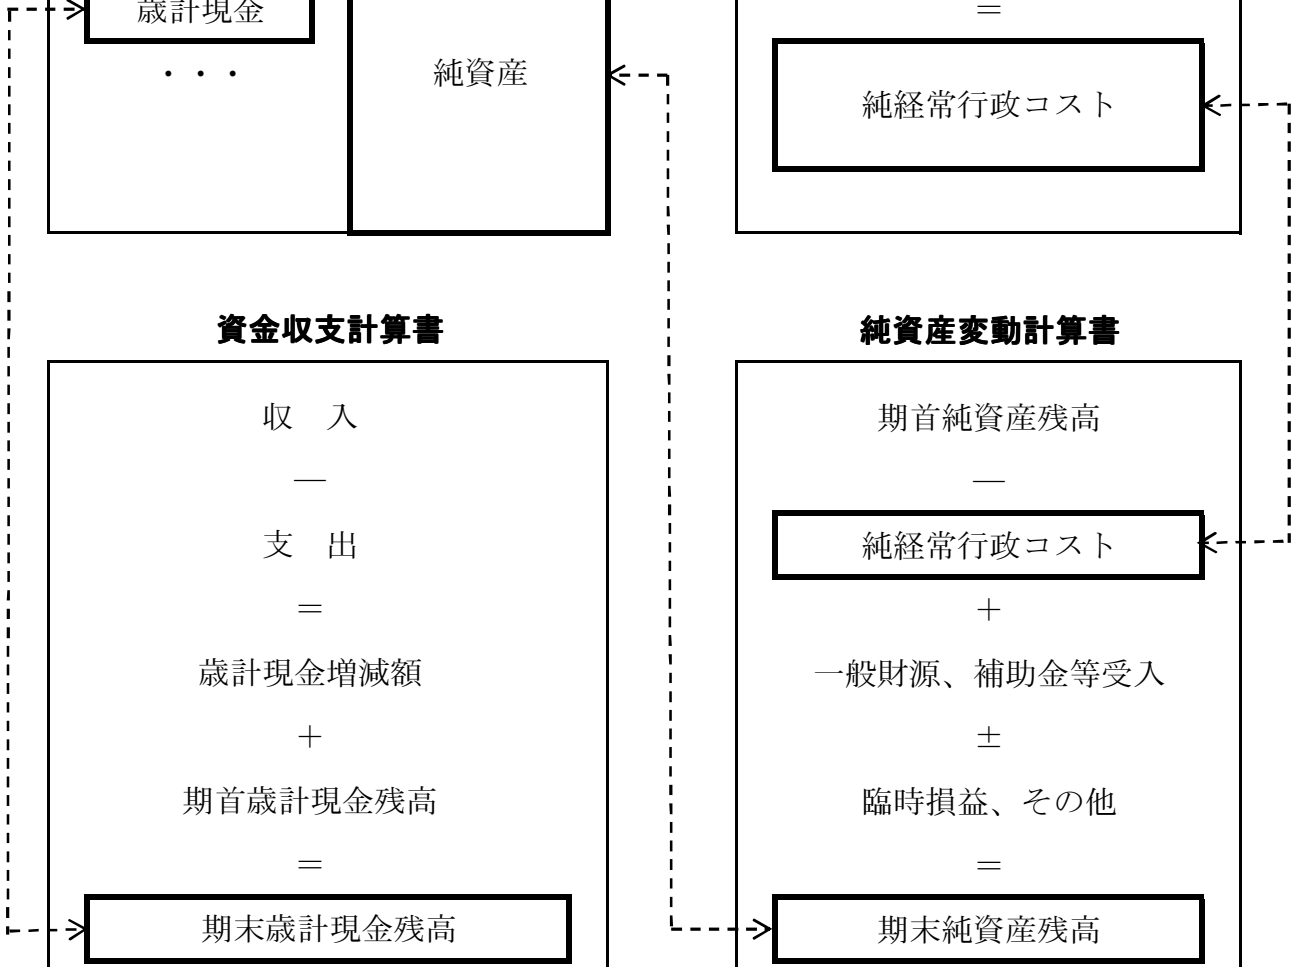 歳計現金
・・・
純資産
＝
純経常行政コスト
資金収支計算書
収　入
―
支　出
＝
歳計現金増減額
＋
期首歳計現金残高
＝
期末歳計現金残高
純資産変動計算書
期首純資産残高
―
純経常行政コスト
＋
一般財源、補助金等受入
±
臨時損益、その他
＝
期末純資産残高